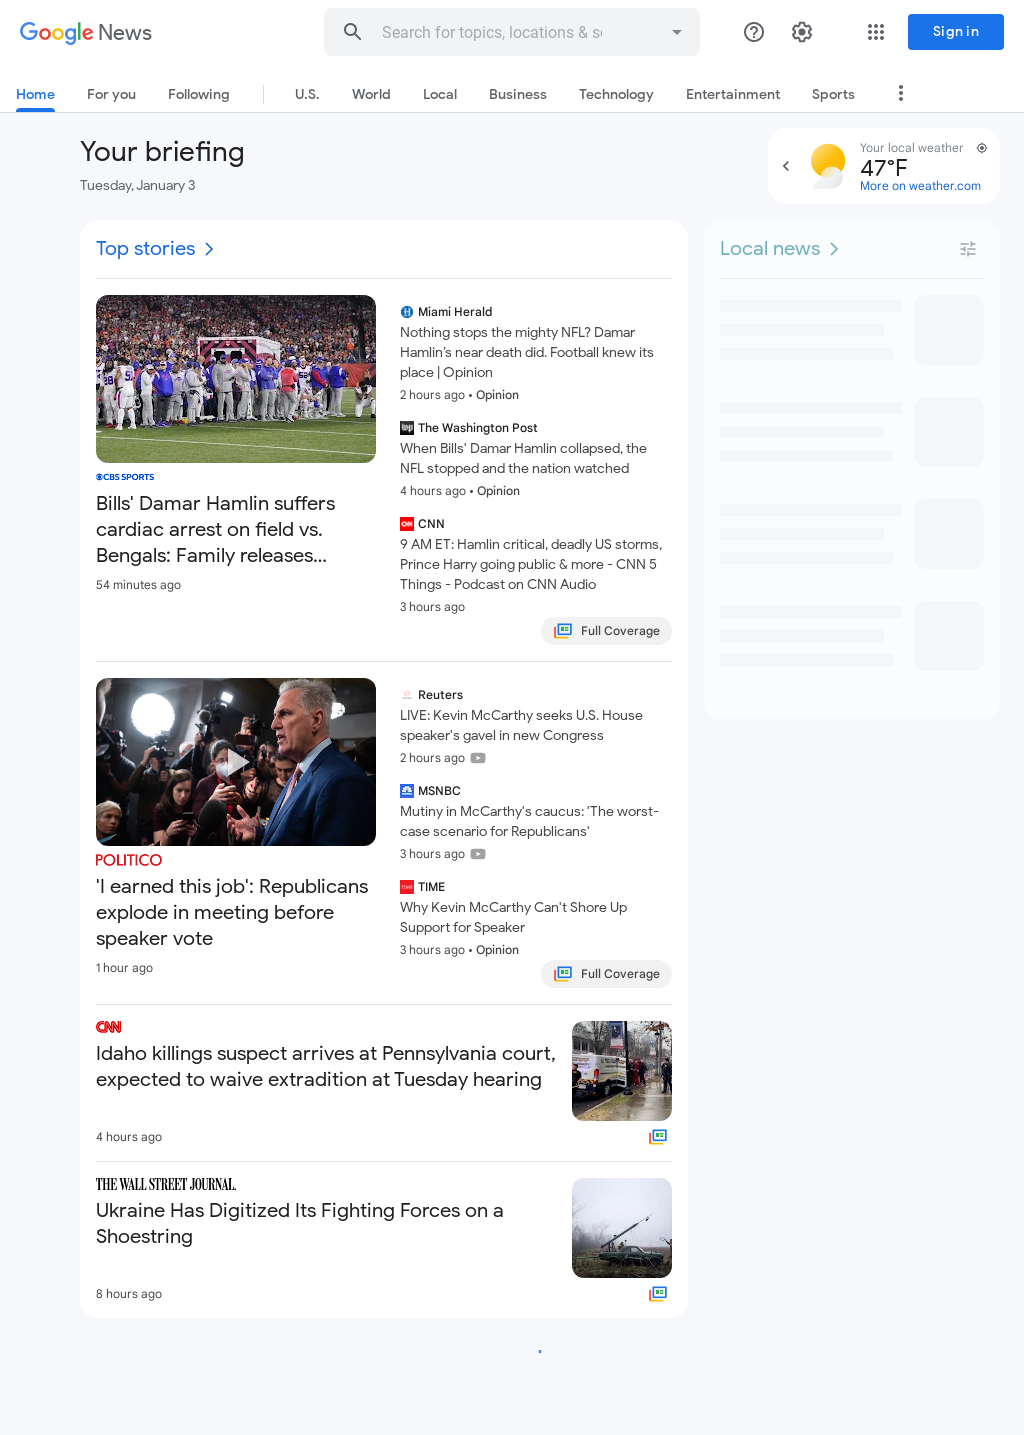 Google News
Search for topics, locations & so
Sign in
Home
For you
Following
U.S.
World
Local
Business
Technology
Entertainment
Sports
Your briefing
Tuesday, January 3
Your local weather
47°F
More on weather.com
Top stories
CBS SPORTS
Bills' Damar Hamlin suffers
cardiac arrest on field vs.
Bengals: Family releases...
54 minutes ago
Miami Herald
Nothing stops the mighty NFL? Damar
Hamlin's near death did. Football knew its
place | Opinion
2 hours ago • Opinion
The Washington Post
When Bills' Damar Hamlin collapsed, the
NFL stopped and the nation watched
4 hours ago • Opinion
CNN
9 AM ET: Hamlin critical, deadly US storms,
Prince Harry going public & more - CNN 5
Things - Podcast on CNN Audio
3 hours ago
Full Coverage
POLITICO
'I earned this job': Republicans
explode in meeting before
speaker vote
1 hour ago
Reuters
LIVE: Kevin McCarthy seeks U.S. House
speaker's gavel in new Congress
2 hours ago
MSNBC
Mutiny in McCarthy's caucus: 'The worst-
case scenario for Republicans'
3 hours ago
TIME
Why Kevin McCarthy Can't Shore Up
Support for Speaker
3 hours ago • Opinion
Full Coverage
CNN
Idaho killings suspect arrives at Pennsylvania court,
expected to waive extradition at Tuesday hearing
4 hours ago
THE WALL STREET JOURNAL.
Ukraine Has Digitized Its Fighting Forces on a
Shoestring
8 hours ago
Local news